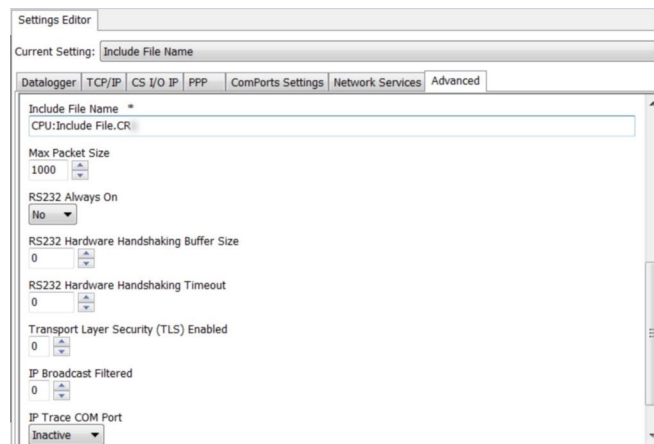 Settings Editor
Current Setting: Include File Name
Datalogger TCP/IP CS I/O IP PPP ComPorts Settings Network Services Advanced
Include File Name *
CPU:Include File.CR
Max Packet Size
1000
RS232 Always On
No
RS232 Hardware Handshaking Buffer Size
0
RS232 Hardware Handshaking Timeout
0
Transport Layer Security (TLS) Enabled
0
IP Broadcast Filtered
0
IP Trace COM Port
Inactive